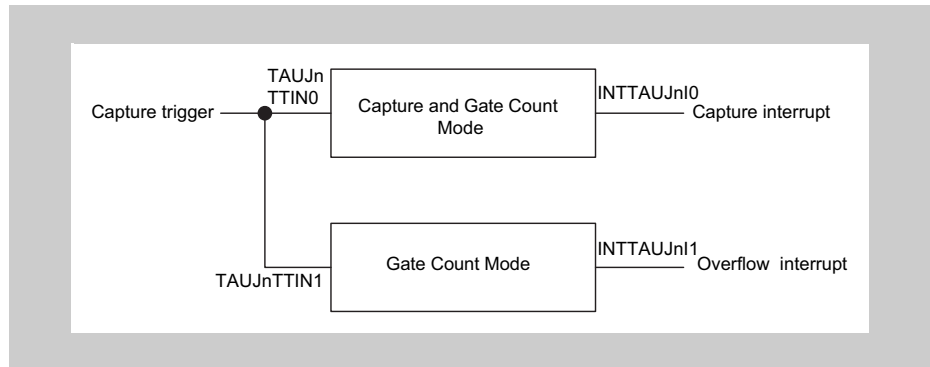 TAUJn
TTIN0
Capture trigger
Capture and Gate Count
Mode
INTTAUJnI0
Capture interrupt
TAUJnTTIN1
Gate Count Mode
INTTAUJnI1
Overflow interrupt